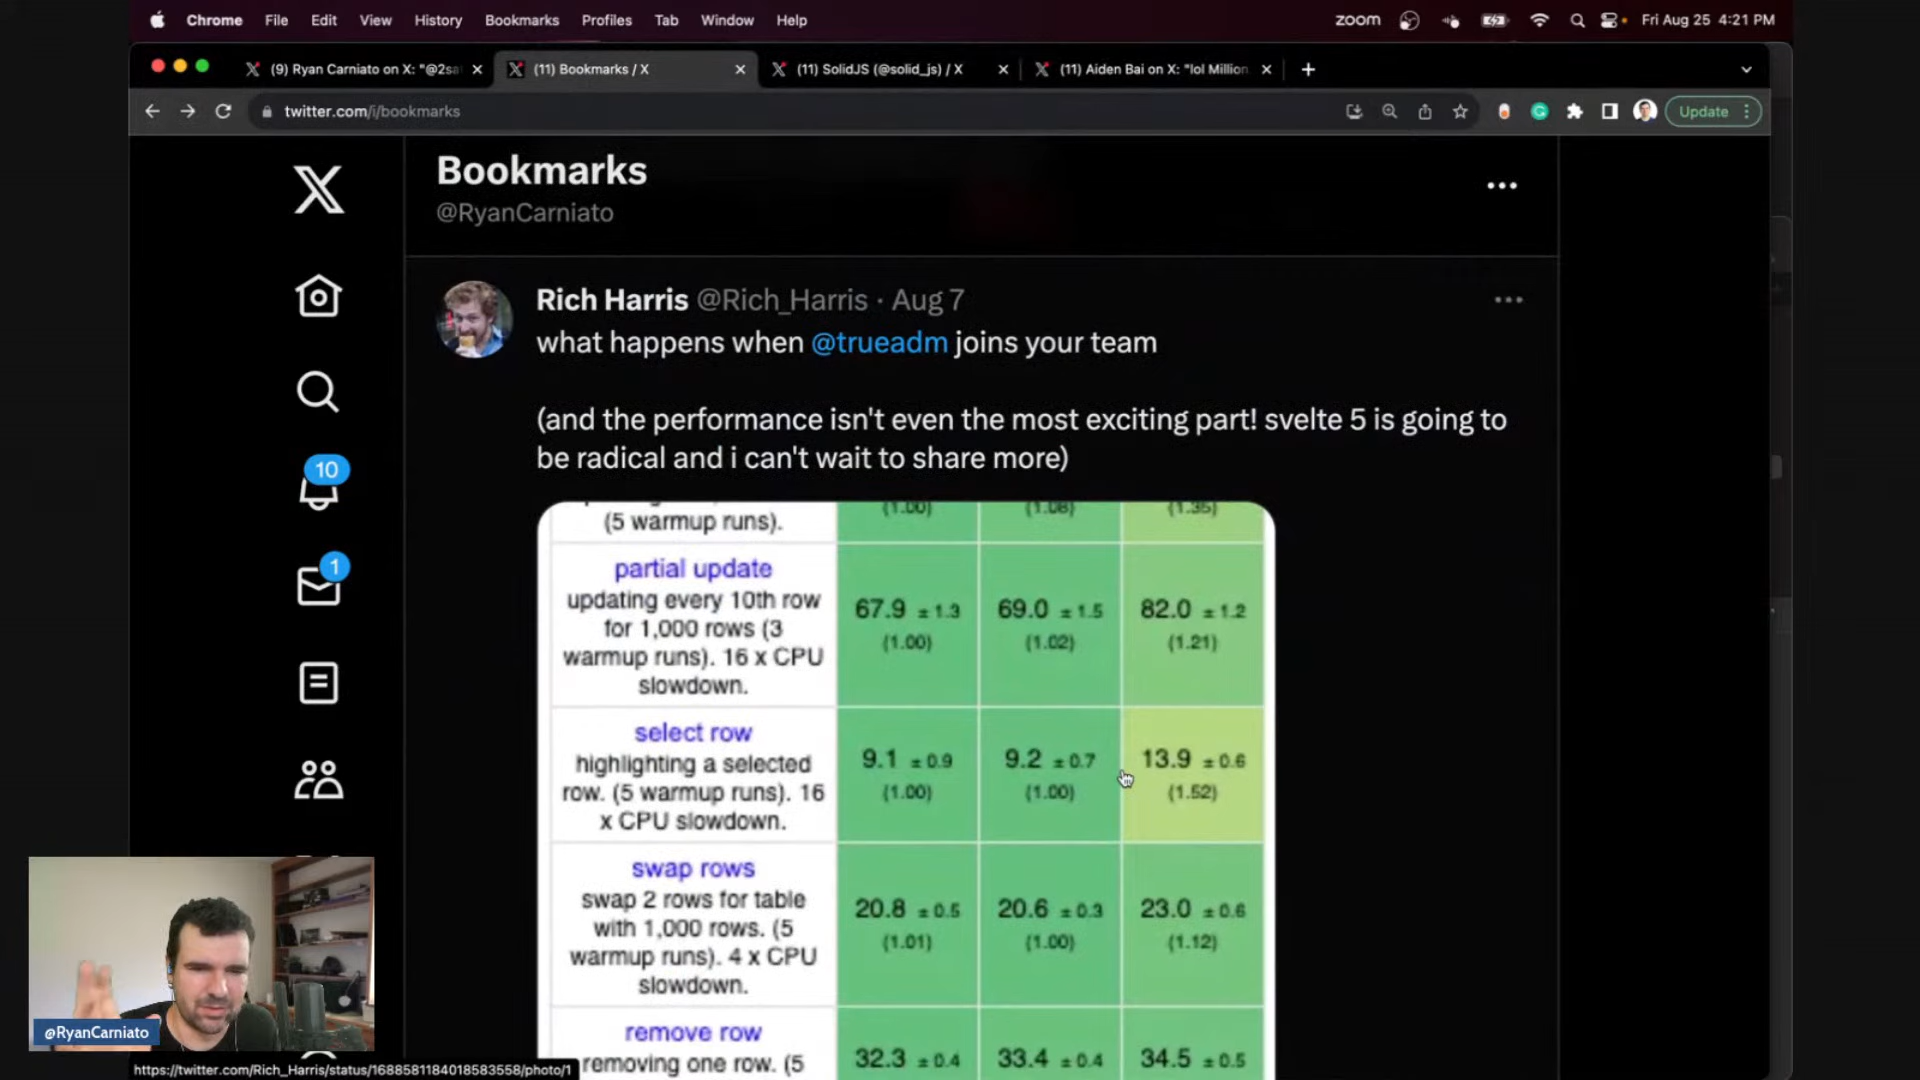 Chrome File Edit View History Bookmarks Profiles Tab Window Help
zoom Fri Aug 25 4:21 PM
(9) Ryan Carniato on X: "@2sa
(11) Bookmarks / X
(11) SolidJS (@solid_js) / X
(11) Aiden Bai on X: "lol Million
twitter.com/i/bookmarks
Update
Bookmarks
@RyanCarniato
Rich Harris @Rich_Harris · Aug 7
what happens when @trueadm joins your team
(and the performance isn't even the most exciting part! svelte 5 is going to
be radical and i can't wait to share more)
10
1
(1.00) (1.08) (1.35)
(5 warmup runs).
partial update
updating every 10th row
for 1,000 rows (3
warmup runs). 16 x CPU
slowdown.
67.9 ± 1.3 69.0 ± 1.5 82.0 ± 1.2
(1.00) (1.02) (1.21)
select row
highlighting a selected
row. (5 warmup runs). 16
x CPU slowdown.
9.1 ± 0.9 9.2 ± 0.7 13.9 ± 0.6
(1.00) (1.00) (1.52)
swap rows
swap 2 rows for table
with 1,000 rows. (5
warmup runs). 4 x CPU
slowdown.
20.8 ± 0.5 20.6 ± 0.3 23.0 ± 0.6
(1.01) (1.00) (1.12)
remove row
removing one row. (5
32.3 ± 0.4 33.4 ± 0.4 34.5 ± 0.5
@RyanCarniato
https://twitter.com/Rich_Harris/status/1688581184018583558/photo/1